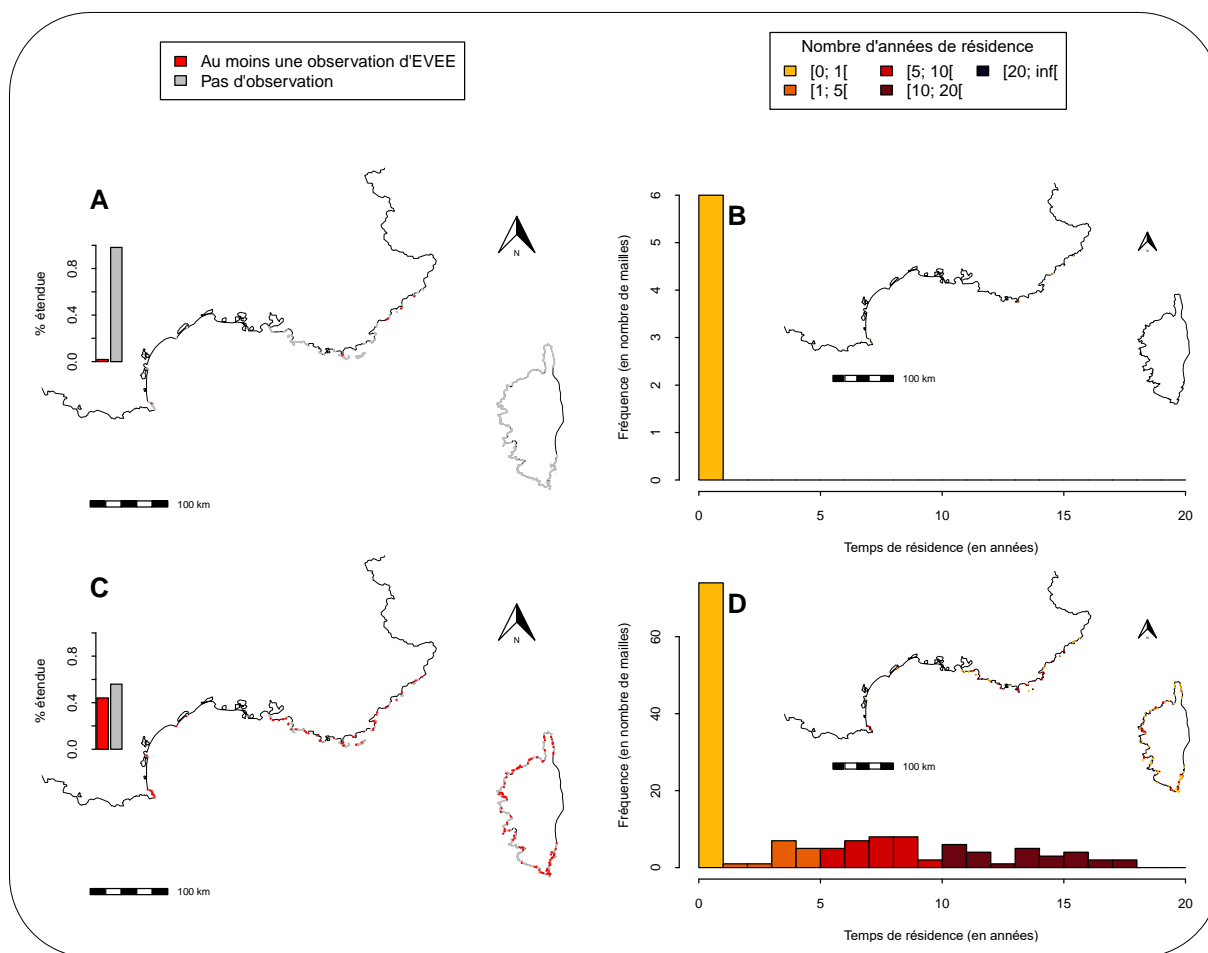 Au moins une observation d'EVEE
Pas d'observation
Nombre d'années de résidence
[0; 1[
[5; 10[
[20; inf[
[1; 5[
[10; 20[
A
% étendue
0.0
0.4
0.8
N
100 km
B
Fréquence (en nombre de mailles)
0
1
2
3
4
5
6
100 km
0
5
10
15
20
Temps de résidence (en années)
C
% étendue
0.0
0.4
0.8
N
100 km
D
Fréquence (en nombre de mailles)
0
20
40
60
100 km
0
5
10
15
20
Temps de résidence (en années)